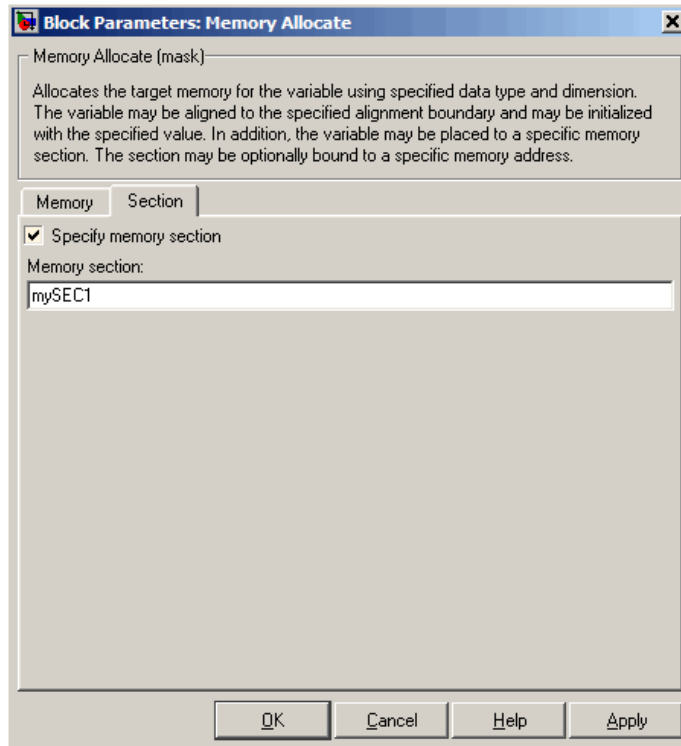 Block Parameters: Memory Allocate
Memory Allocate (mask)
Allocates the target memory for the variable using specified data type and dimension.
The variable may be aligned to the specified alignment boundary and may be initialized
with the specified value. In addition, the variable may be placed to a specific memory
section. The section may be optionally bound to a specific memory address.
Memory Section
Specify memory section
Memory section:
mySEC1
OK Cancel Help Apply